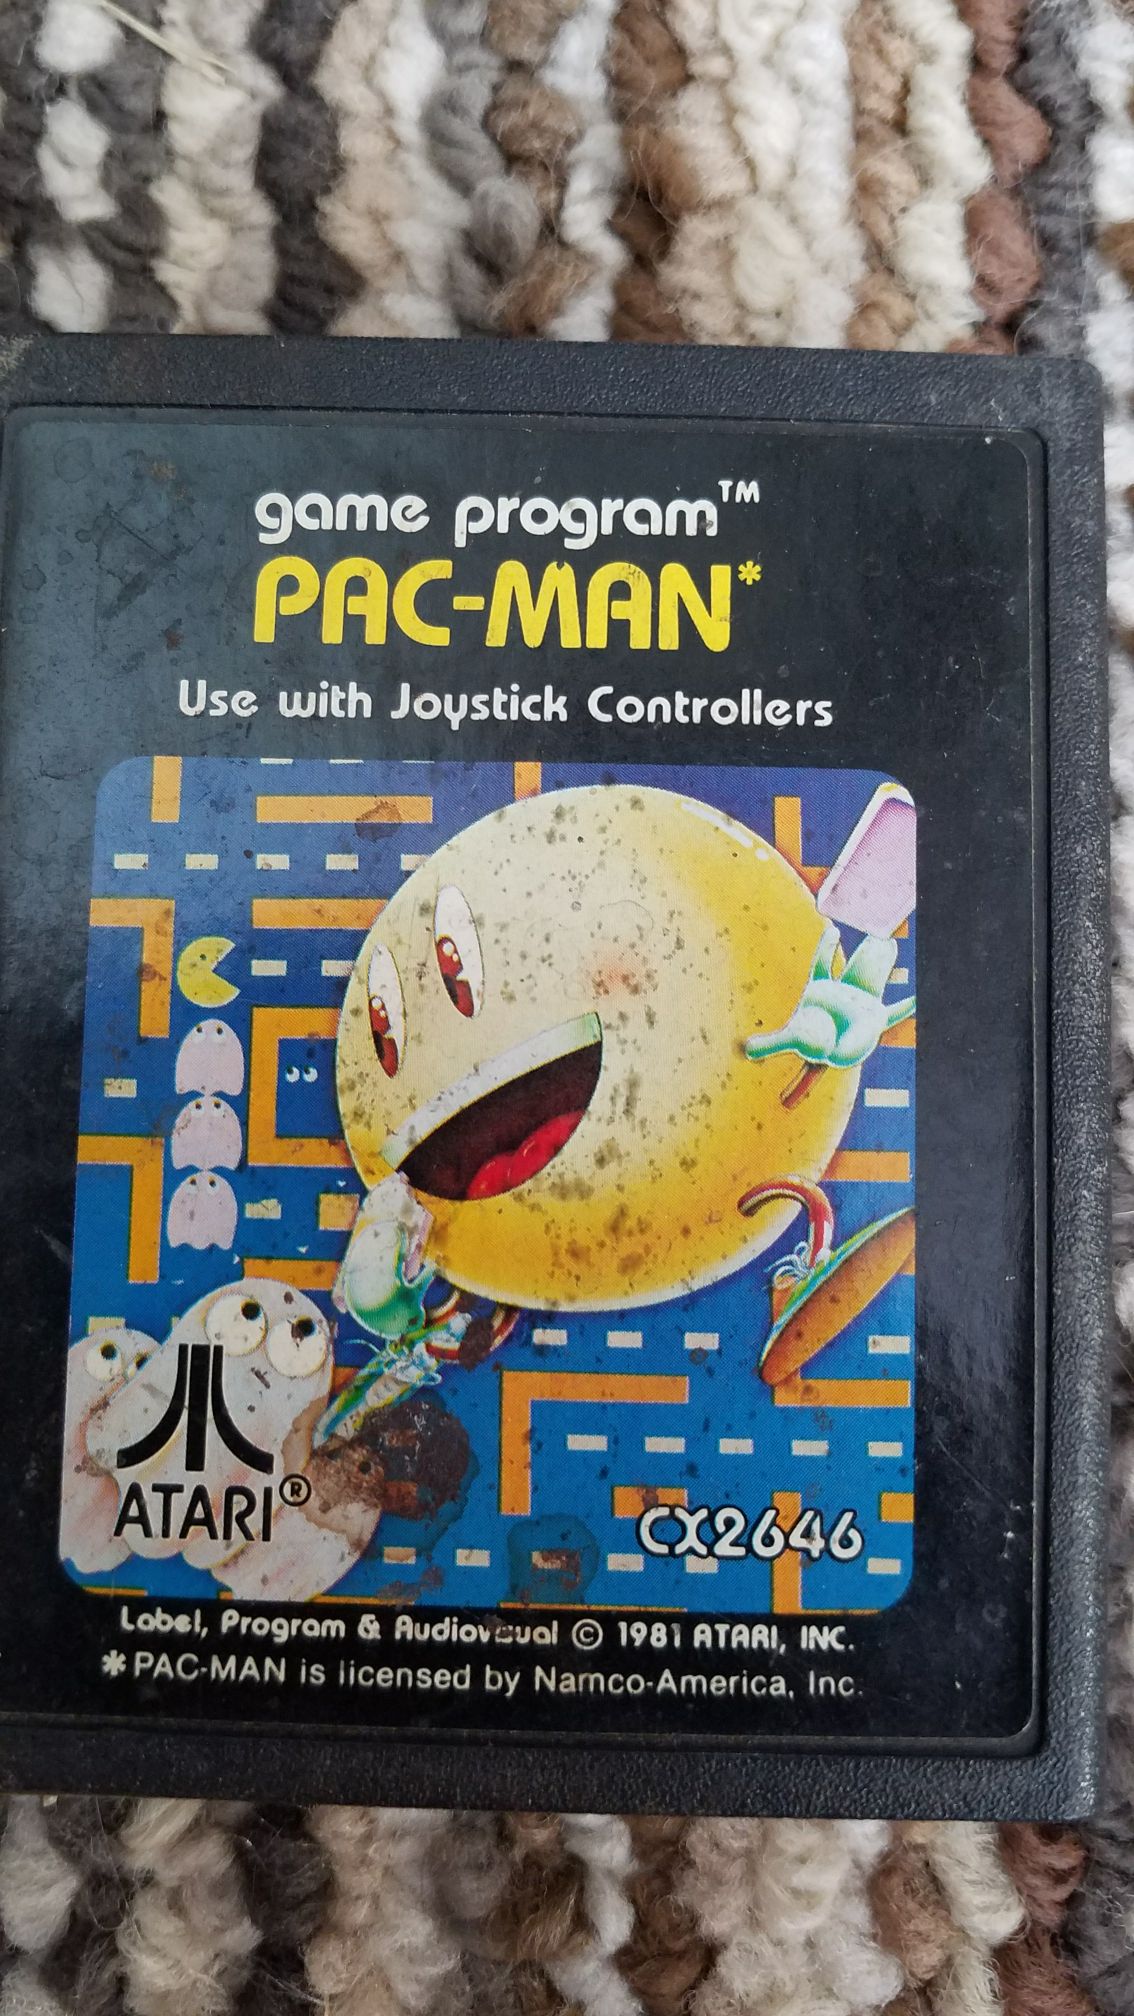 game program™
PAC-MAN*
Use with Joystick Controllers
ATARI®
CX2646
Label, Program & Audiovisual © 1981 ATARI, INC.
*PAC-MAN is licensed by Namco-America, Inc.